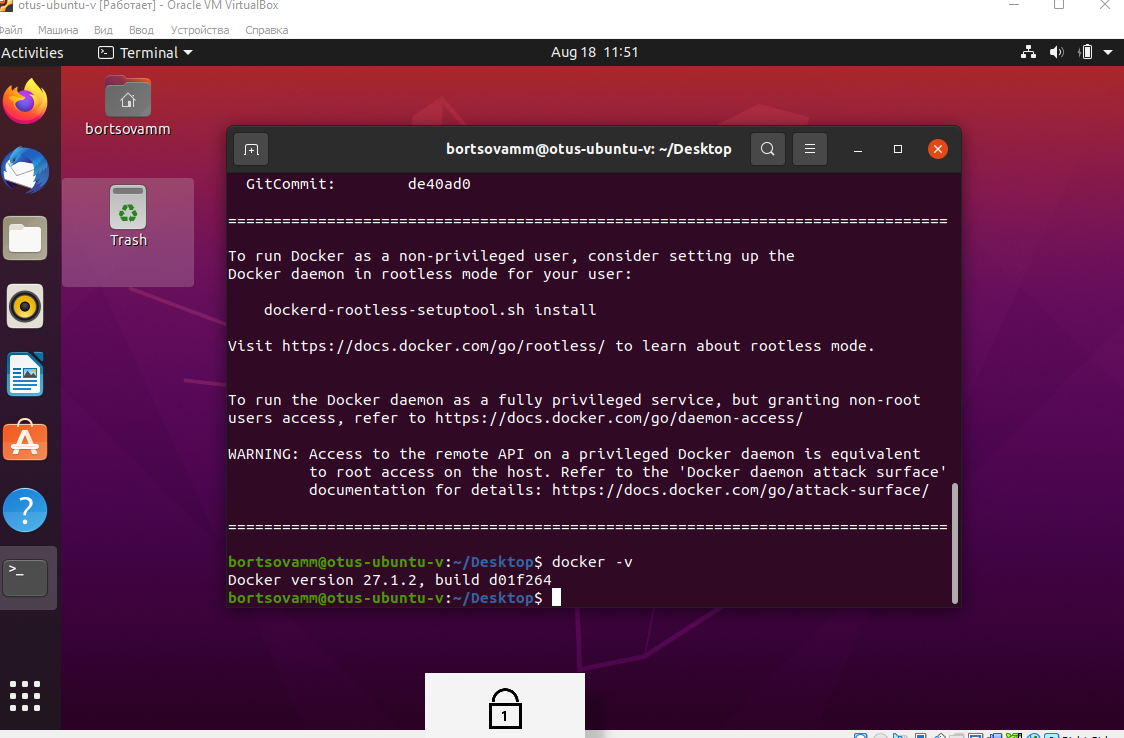 otus-ubuntu-v [Работает] - Oracle VM VirtualBox
Файл Машина Вид Ввод Устройства Справка
Activities Terminal Aug 18 11:51
bortsovamm
Trash
bortsovamm@otus-ubuntu-v: ~/Desktop
GitCommit: de40ad0
================================================================================
To run Docker as a non-privileged user, consider setting up the
Docker daemon in rootless mode for your user:
dockerd-rootless-setuptool.sh install
Visit https://docs.docker.com/go/rootless/ to learn about rootless mode.
To run the Docker daemon as a fully privileged service, but granting non-root
users access, refer to https://docs.docker.com/go/daemon-access/
WARNING: Access to the remote API on a privileged Docker daemon is equivalent
to root access on the host. Refer to the 'Docker daemon attack surface'
documentation for details: https://docs.docker.com/go/attack-surface/
================================================================================
bortsovamm@otus-ubuntu-v:~/Desktop$ docker -v
Docker version 27.1.2, build d01f264
bortsovamm@otus-ubuntu-v:~/Desktop$
1